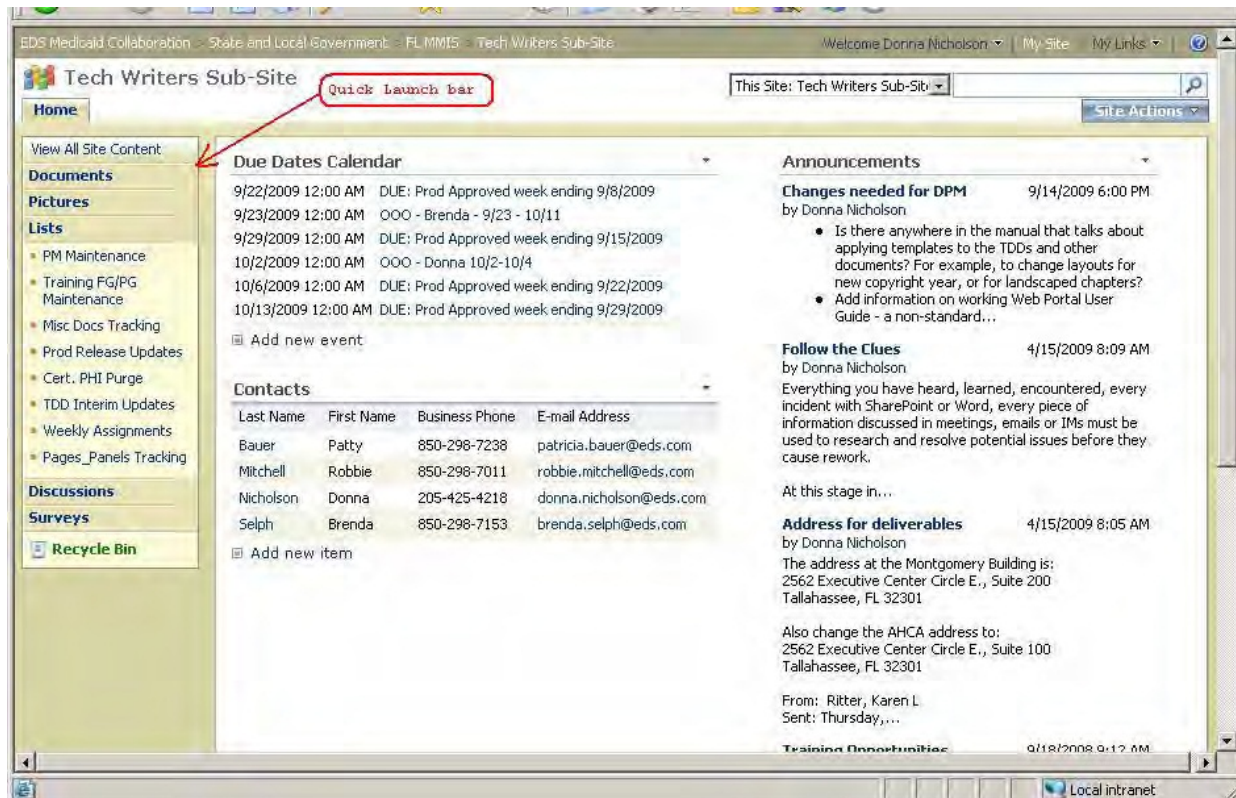 EDS Medicaid Collaboration > State and Local Government > FL MMIS > Tech Writers Sub-Site
Welcome Donna Nicholson | My Site | My Links
Tech Writers Sub-Site
Quick Launch bar
This Site: Tech Writers Sub-Sit
Home
Site Actions
View All Site Content
Documents
Pictures
Lists
PM Maintenance
Training FG/PG
Maintenance
Misc Docs Tracking
Prod Release Updates
Cert. PHI Purge
TDD Interim Updates
Weekly Assignments
Pages_Panels Tracking
Discussions
Surveys
Recycle Bin
Due Dates Calendar
9/22/2009 12:00 AM DUE: Prod Approved week ending 9/8/2009
9/23/2009 12:00 AM OOO - Brenda - 9/23 - 10/11
9/29/2009 12:00 AM DUE: Prod Approved week ending 9/15/2009
10/2/2009 12:00 AM OOO - Donna 10/2-10/4
10/6/2009 12:00 AM DUE: Prod Approved week ending 9/22/2009
10/13/2009 12:00 AM DUE: Prod Approved week ending 9/29/2009
Add new event
Contacts
Last Name First Name Business Phone E-mail Address
Bauer Patty 850-298-7238 patricia.bauer@eds.com
Mitchell Robbie 850-298-7011 robbie.mitchell@eds.com
Nicholson Donna 205-425-4218 donna.nicholson@eds.com
Selph Brenda 850-298-7153 brenda.selph@eds.com
Add new item
Announcements
Changes needed for DPM 9/14/2009 6:00 PM
by Donna Nicholson
• Is there anywhere in the manual that talks about
applying templates to the TDDs and other
documents? For example, to change layouts for
new copyright year, or for landscaped chapters?
• Add information on working Web Portal User
Guide - a non-standard...
Follow the Clues 4/15/2009 8:09 AM
by Donna Nicholson
Everything you have heard, learned, encountered, every
incident with SharePoint or Word, every piece of
information discussed in meetings, emails or IMs must be
used to research and resolve potential issues before they
cause rework.
At this stage in...
Address for deliverables 4/15/2009 8:05 AM
by Donna Nicholson
The address at the Montgomery Building is:
2562 Executive Center Circle E., Suite 200
Tallahassee, FL 32301
Also change the AHCA address to:
2562 Executive Center Circle E., Suite 100
Tallahassee, FL 32301
From: Ritter, Karen L
Sent: Thursday,...
Training Opportunities 9/18/2008 9:12 AM
Local intranet